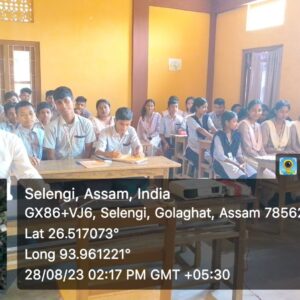 Selengi, Assam, India
GX86+VJ6, Selengi, Golaghat, Assam 78562
Lat 26.517073°
Long 93.961221°
28/08/23 02:17 PM GMT +05:30